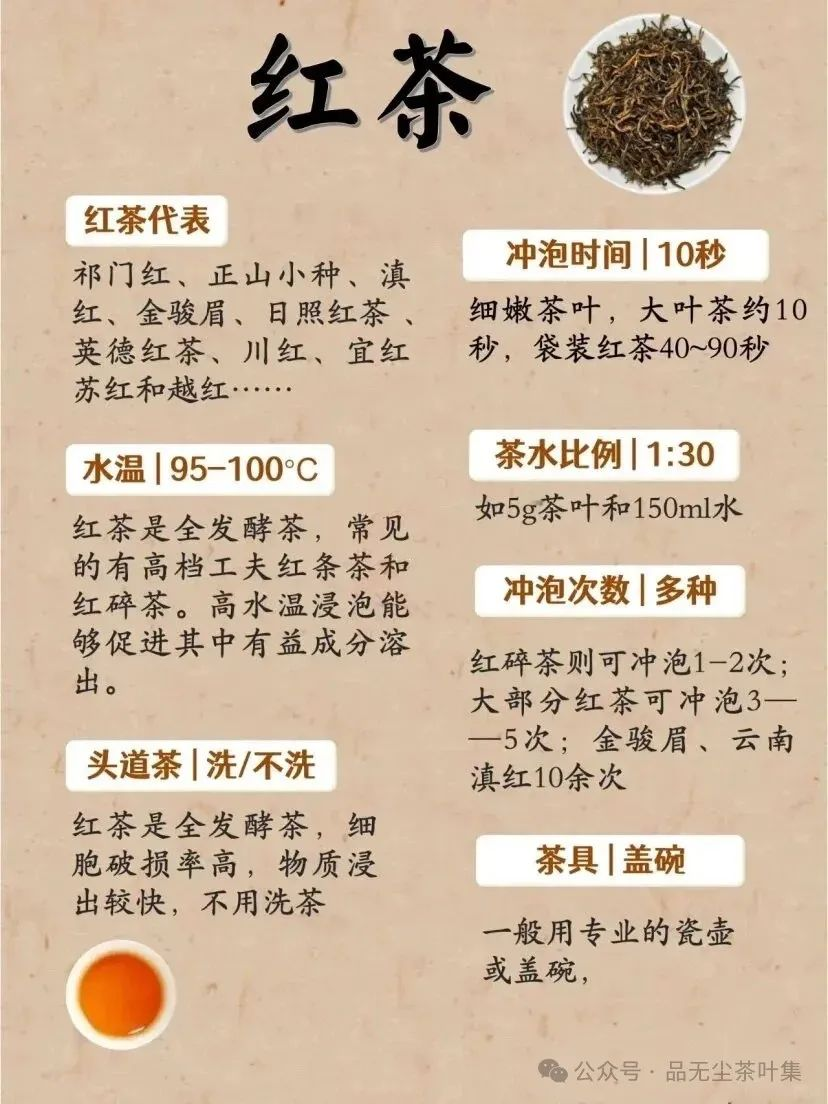 红茶
红茶代表
祁门红、正山小种、滇
红、金骏眉、日照红茶、
英德红茶、川红、宜红
苏红和越红……
水温|95-100℃
红茶是全发酵茶，常见
的有高档工夫红条茶和
红碎茶。高水温浸泡能
够促进其中有益成分溶
出。
头道茶|洗/不洗
红茶是全发酵茶，细
胞破损率高，物质浸
出较快，不用洗茶
冲泡时间|10秒
细嫩茶叶，大叶茶约10
秒，袋装红茶40~90秒
茶水比例|1:30
如5g茶叶和150ml水
冲泡次数|多种
红碎茶则可冲泡1-2次；
大部分红茶可冲泡3—
—5次；金骏眉、云南
滇红10余次
茶具|盖碗
一般用专业的瓷壶
或盖碗，
公众号·品无尘茶叶集